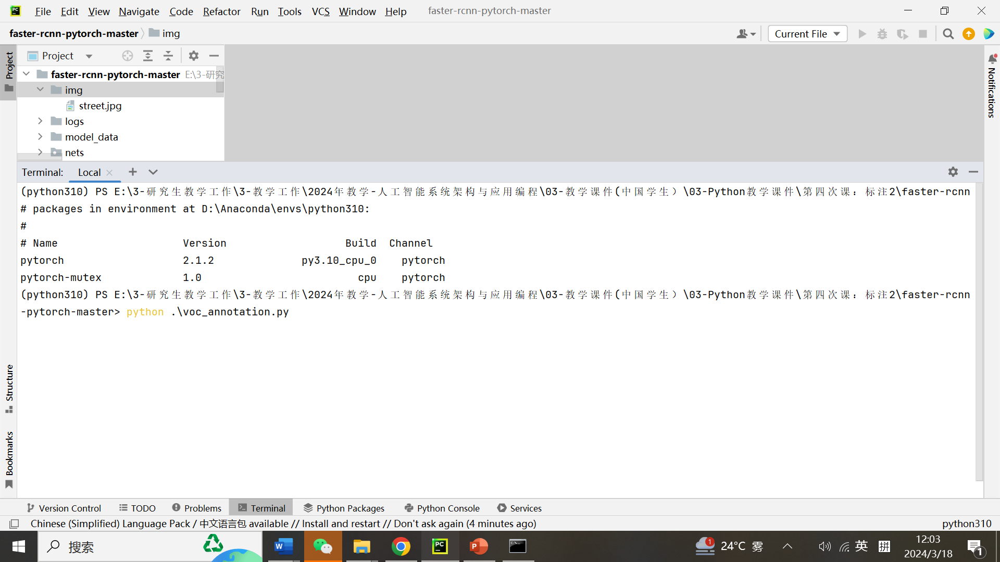 File Edit View Navigate Code Refactor Run Tools VCS Window Help faster-rcnn-pytorch-master
faster-rcnn-pytorch-master img Current File
Project
Project
faster-rcnn-pytorch-master E:\3-研究
img
street.jpg
logs
model_data
nets
Notifications
Terminal: Local
(python310) PS E:\3-研究生教学工作\3-教学工作\2024年教学-人工智能系统架构与应用编程\03-教学课件(中国学生）\03-Python教学课件\第四次课：标注2\faster-rcnn
# packages in environment at D:\Anaconda\envs\python310:
#
# Name Version Build Channel
pytorch 2.1.2 py3.10_cpu_0 pytorch
pytorch-mutex 1.0 cpu pytorch
(python310) PS E:\3-研究生教学工作\3-教学工作\2024年教学-人工智能系统架构与应用编程\03-教学课件(中国学生）\03-Python教学课件\第四次课：标注2\faster-rcnn
-pytorch-master> python .\voc_annotation.py
Structure
Bookmarks
Version Control TODO Problems Terminal Python Packages Python Console Services
Chinese (Simplified) Language Pack / 中文语言包 available // Install and restart // Don't ask again (4 minutes ago) python310
搜索 1 24°C 雾 英 拼 12:03
2024/3/18 1